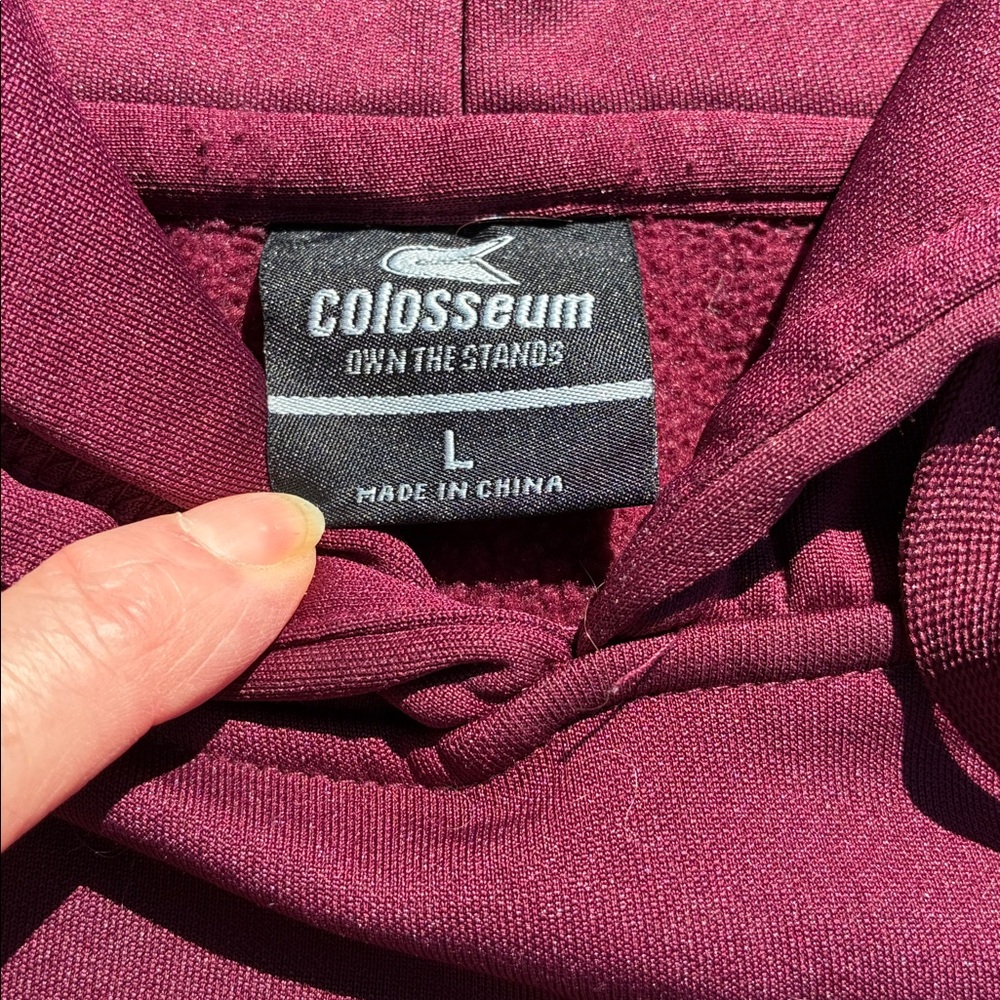 Colosseum
OWN THE STANDS
L
MADE IN CHINA